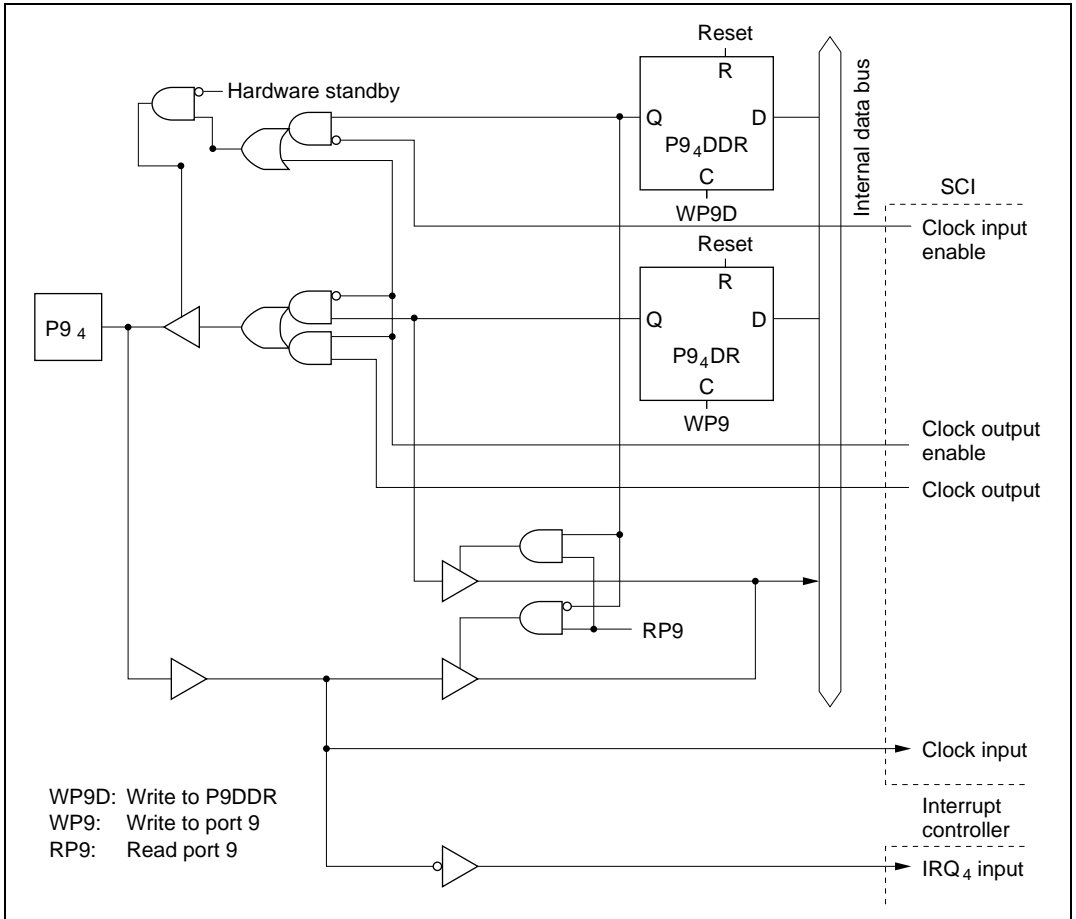 Reset
R
Hardware standby
Q
D
P9₄DDR
C
WP9D
Internal data bus
SCI
Clock input
enable
Reset
R
P9 ₄
Q
D
P9₄DR
C
WP9
Clock output
enable
Clock output
RP9
Clock input
WP9D: Write to P9DDR
WP9: Write to port 9
RP9: Read port 9
Interrupt
controller
IRQ₄ input